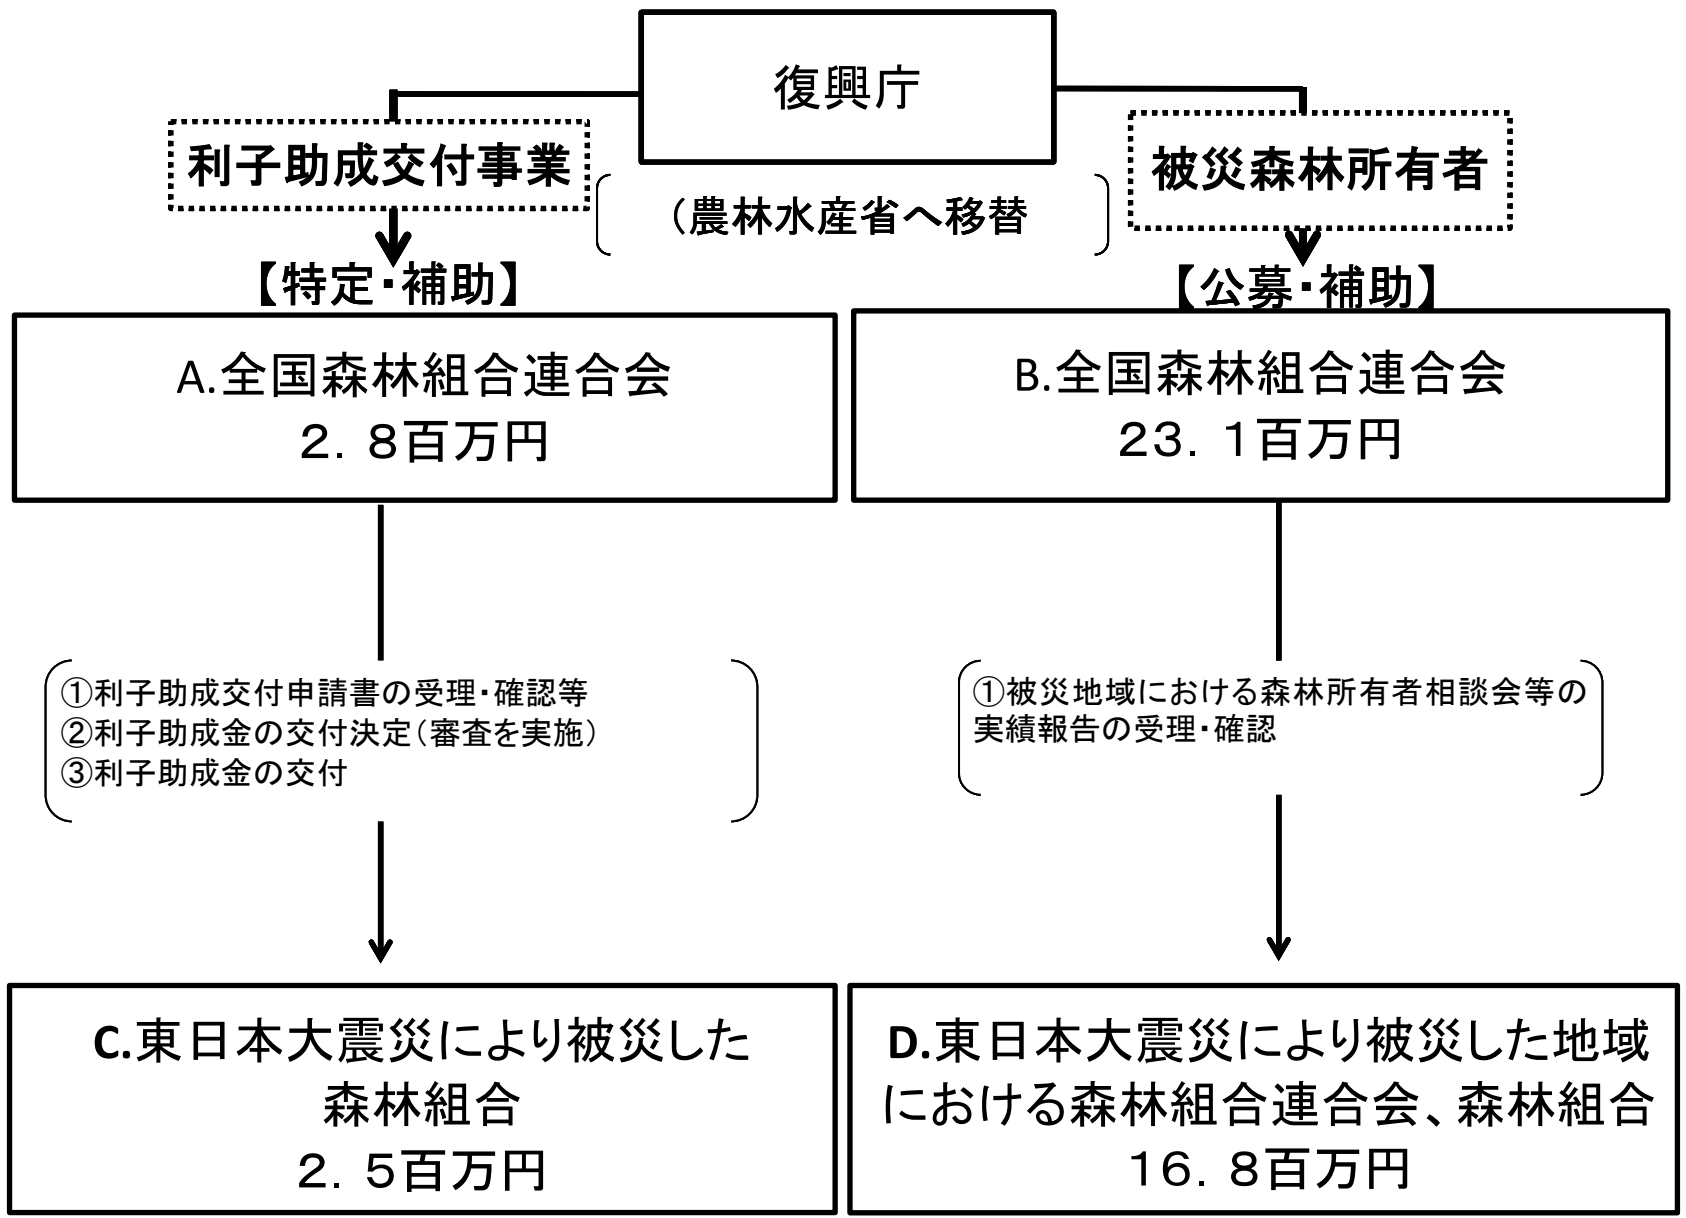 復興庁
利子助成交付事業
被災森林所有者
（農林水産省へ移替
【特定・補助】
【公募・補助】
A.全国森林組合連合会
２．８百万円
B.全国森林組合連合会
２３．１百万円
①利子助成交付申請書の受理・確認等
②利子助成金の交付決定（審査を実施）
③利子助成金の交付
①被災地域における森林所有者相談会等の
実績報告の受理・確認
C.東日本大震災により被災した
森林組合
２．５百万円
D.東日本大震災により被災した地域
における森林組合連合会、森林組合
１６．８百万円